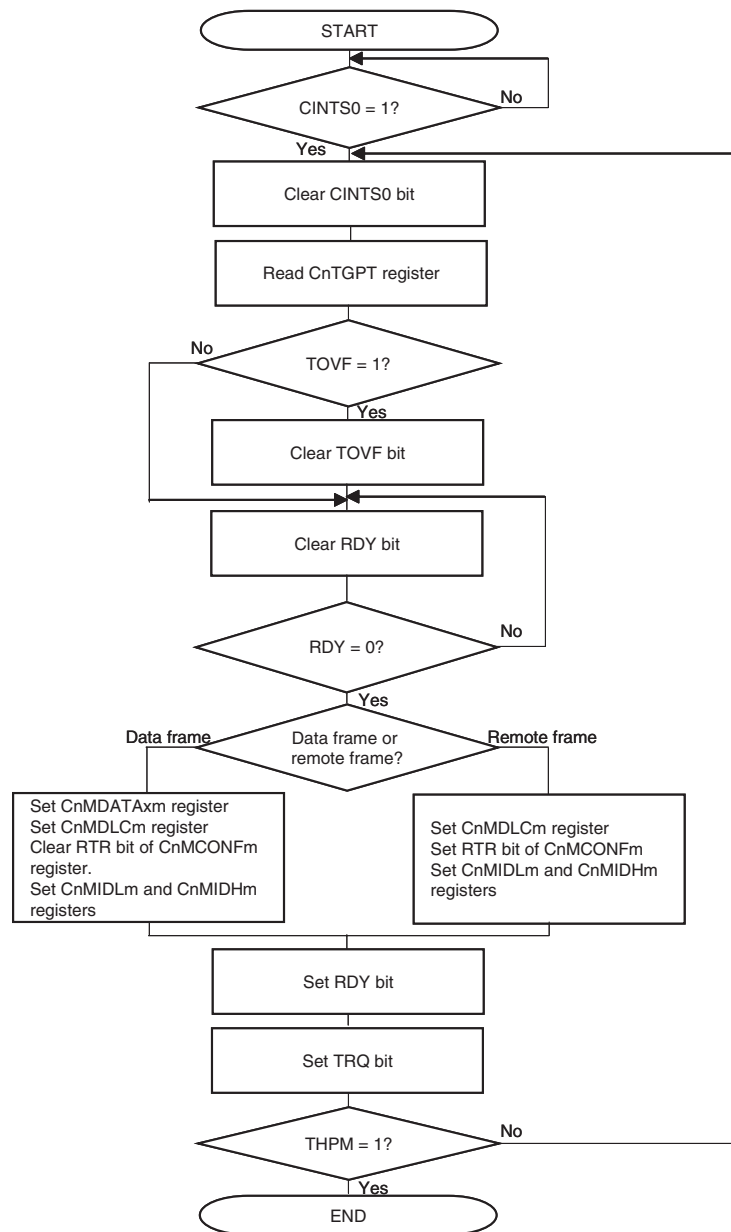 START
CINTS0 = 1?
No
Yes
Clear CINTS0 bit
Read CnTGPT register
No
TOVF = 1?
Yes
Clear TOVF bit
Clear RDY bit
RDY = 0?
No
Yes
Data frame
Data frame or
remote frame?
Remote frame
Set CnMDATAxm register
Set CnMDLCm register
Clear RTR bit of CnMCONFm
register.
Set CnMIDLm and CnMIDHm
registers
Set CnMDLCm register
Set RTR bit of CnMCONFm
Set CnMIDLm and CnMIDHm
registers
Set RDY bit
Set TRQ bit
THPM = 1?
No
Yes
END